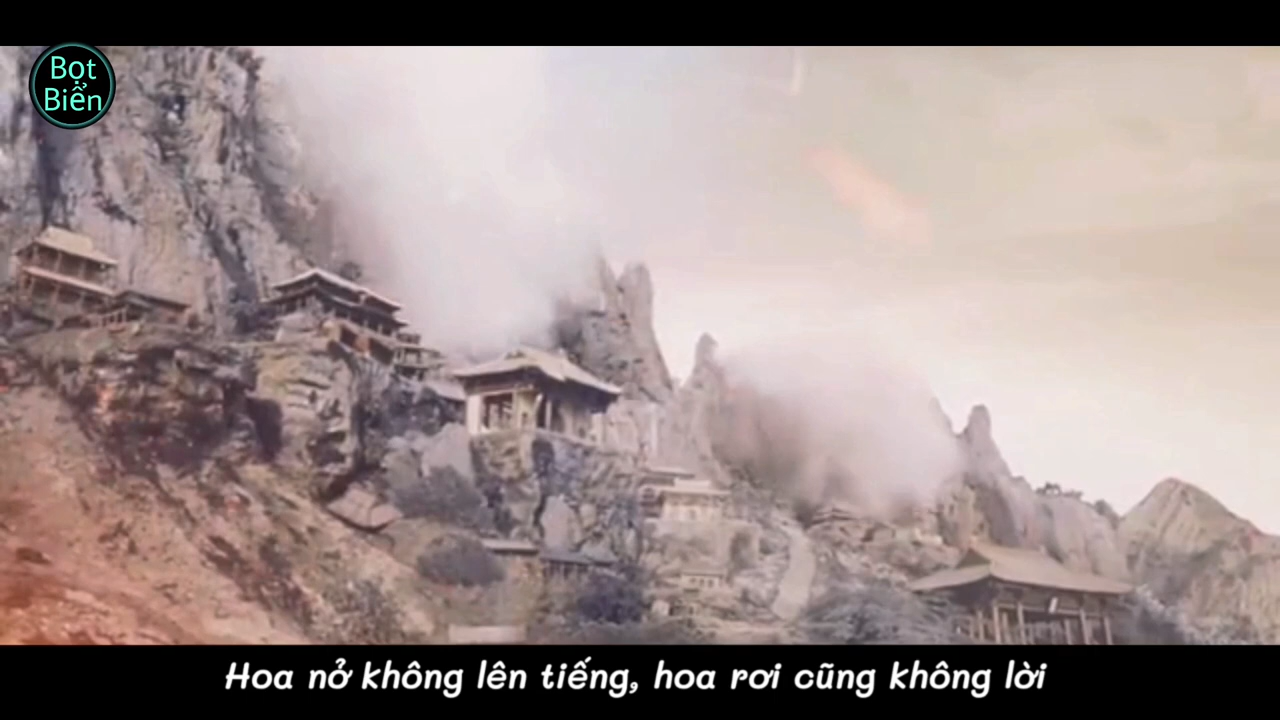 Bọt
Biển
Hoa nở không lên tiếng, hoa rơi cũng không lời